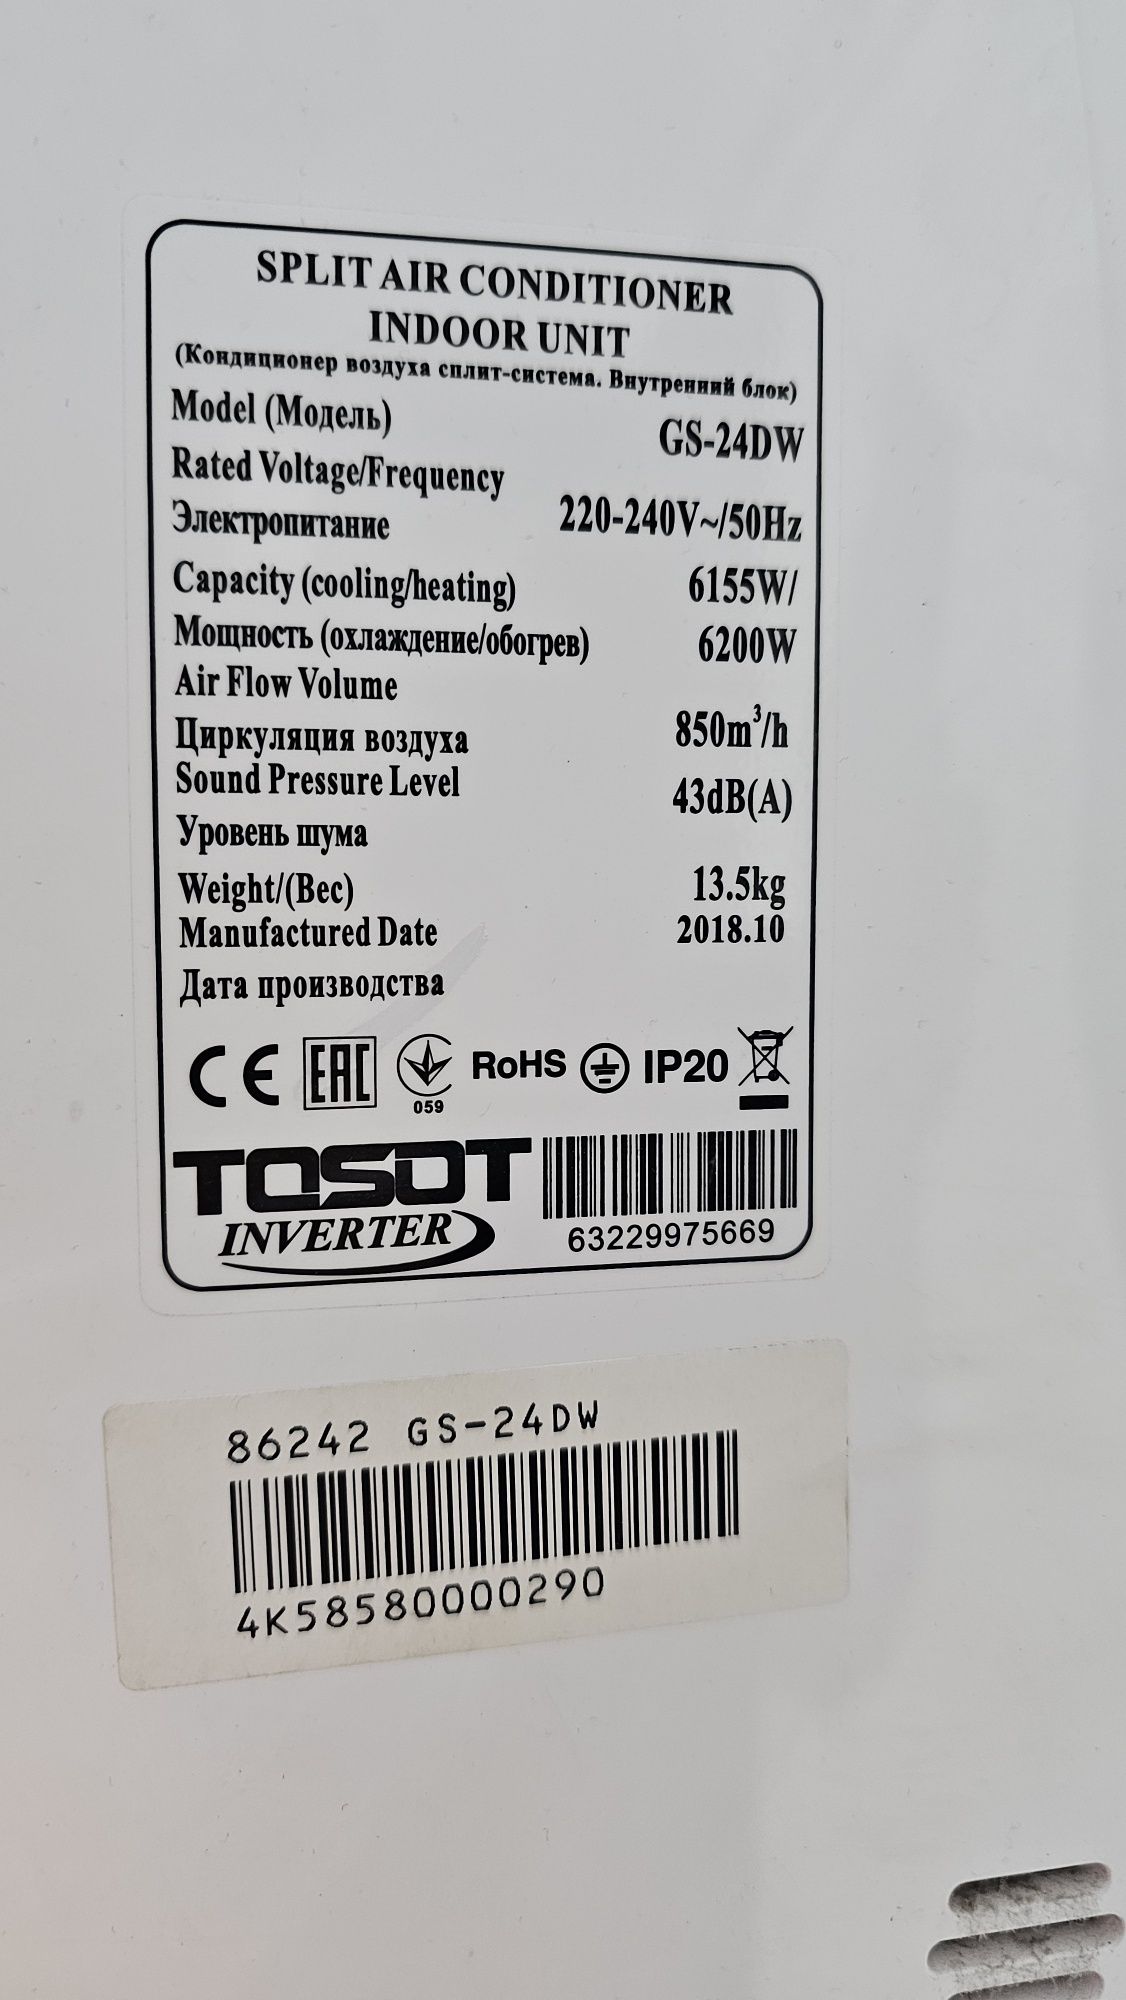 SPLIT AIR CONDITIONER
INDOOR UNIT
(Кондиционер воздуха сплит-система. Внутренний блок)
Model (Модель) GS-24DW
Rated Voltage/Frequency
Электропитание 220-240V~/50Hz
Capacity (cooling/heating) 6155W/
Мощность (охлаждение/обогрев) 6200W
Air Flow Volume
Циркуляция воздуха 850m³/h
Sound Pressure Level 43dB(A)
Уровень шума
Weight/(Вес) 13.5kg
Manufactured Date 2018.10
Дата производства
CE EAC 059 RoHS IP20
TOSOT
INVERTER 63229975669
86242 GS-24DW
4K58580000290